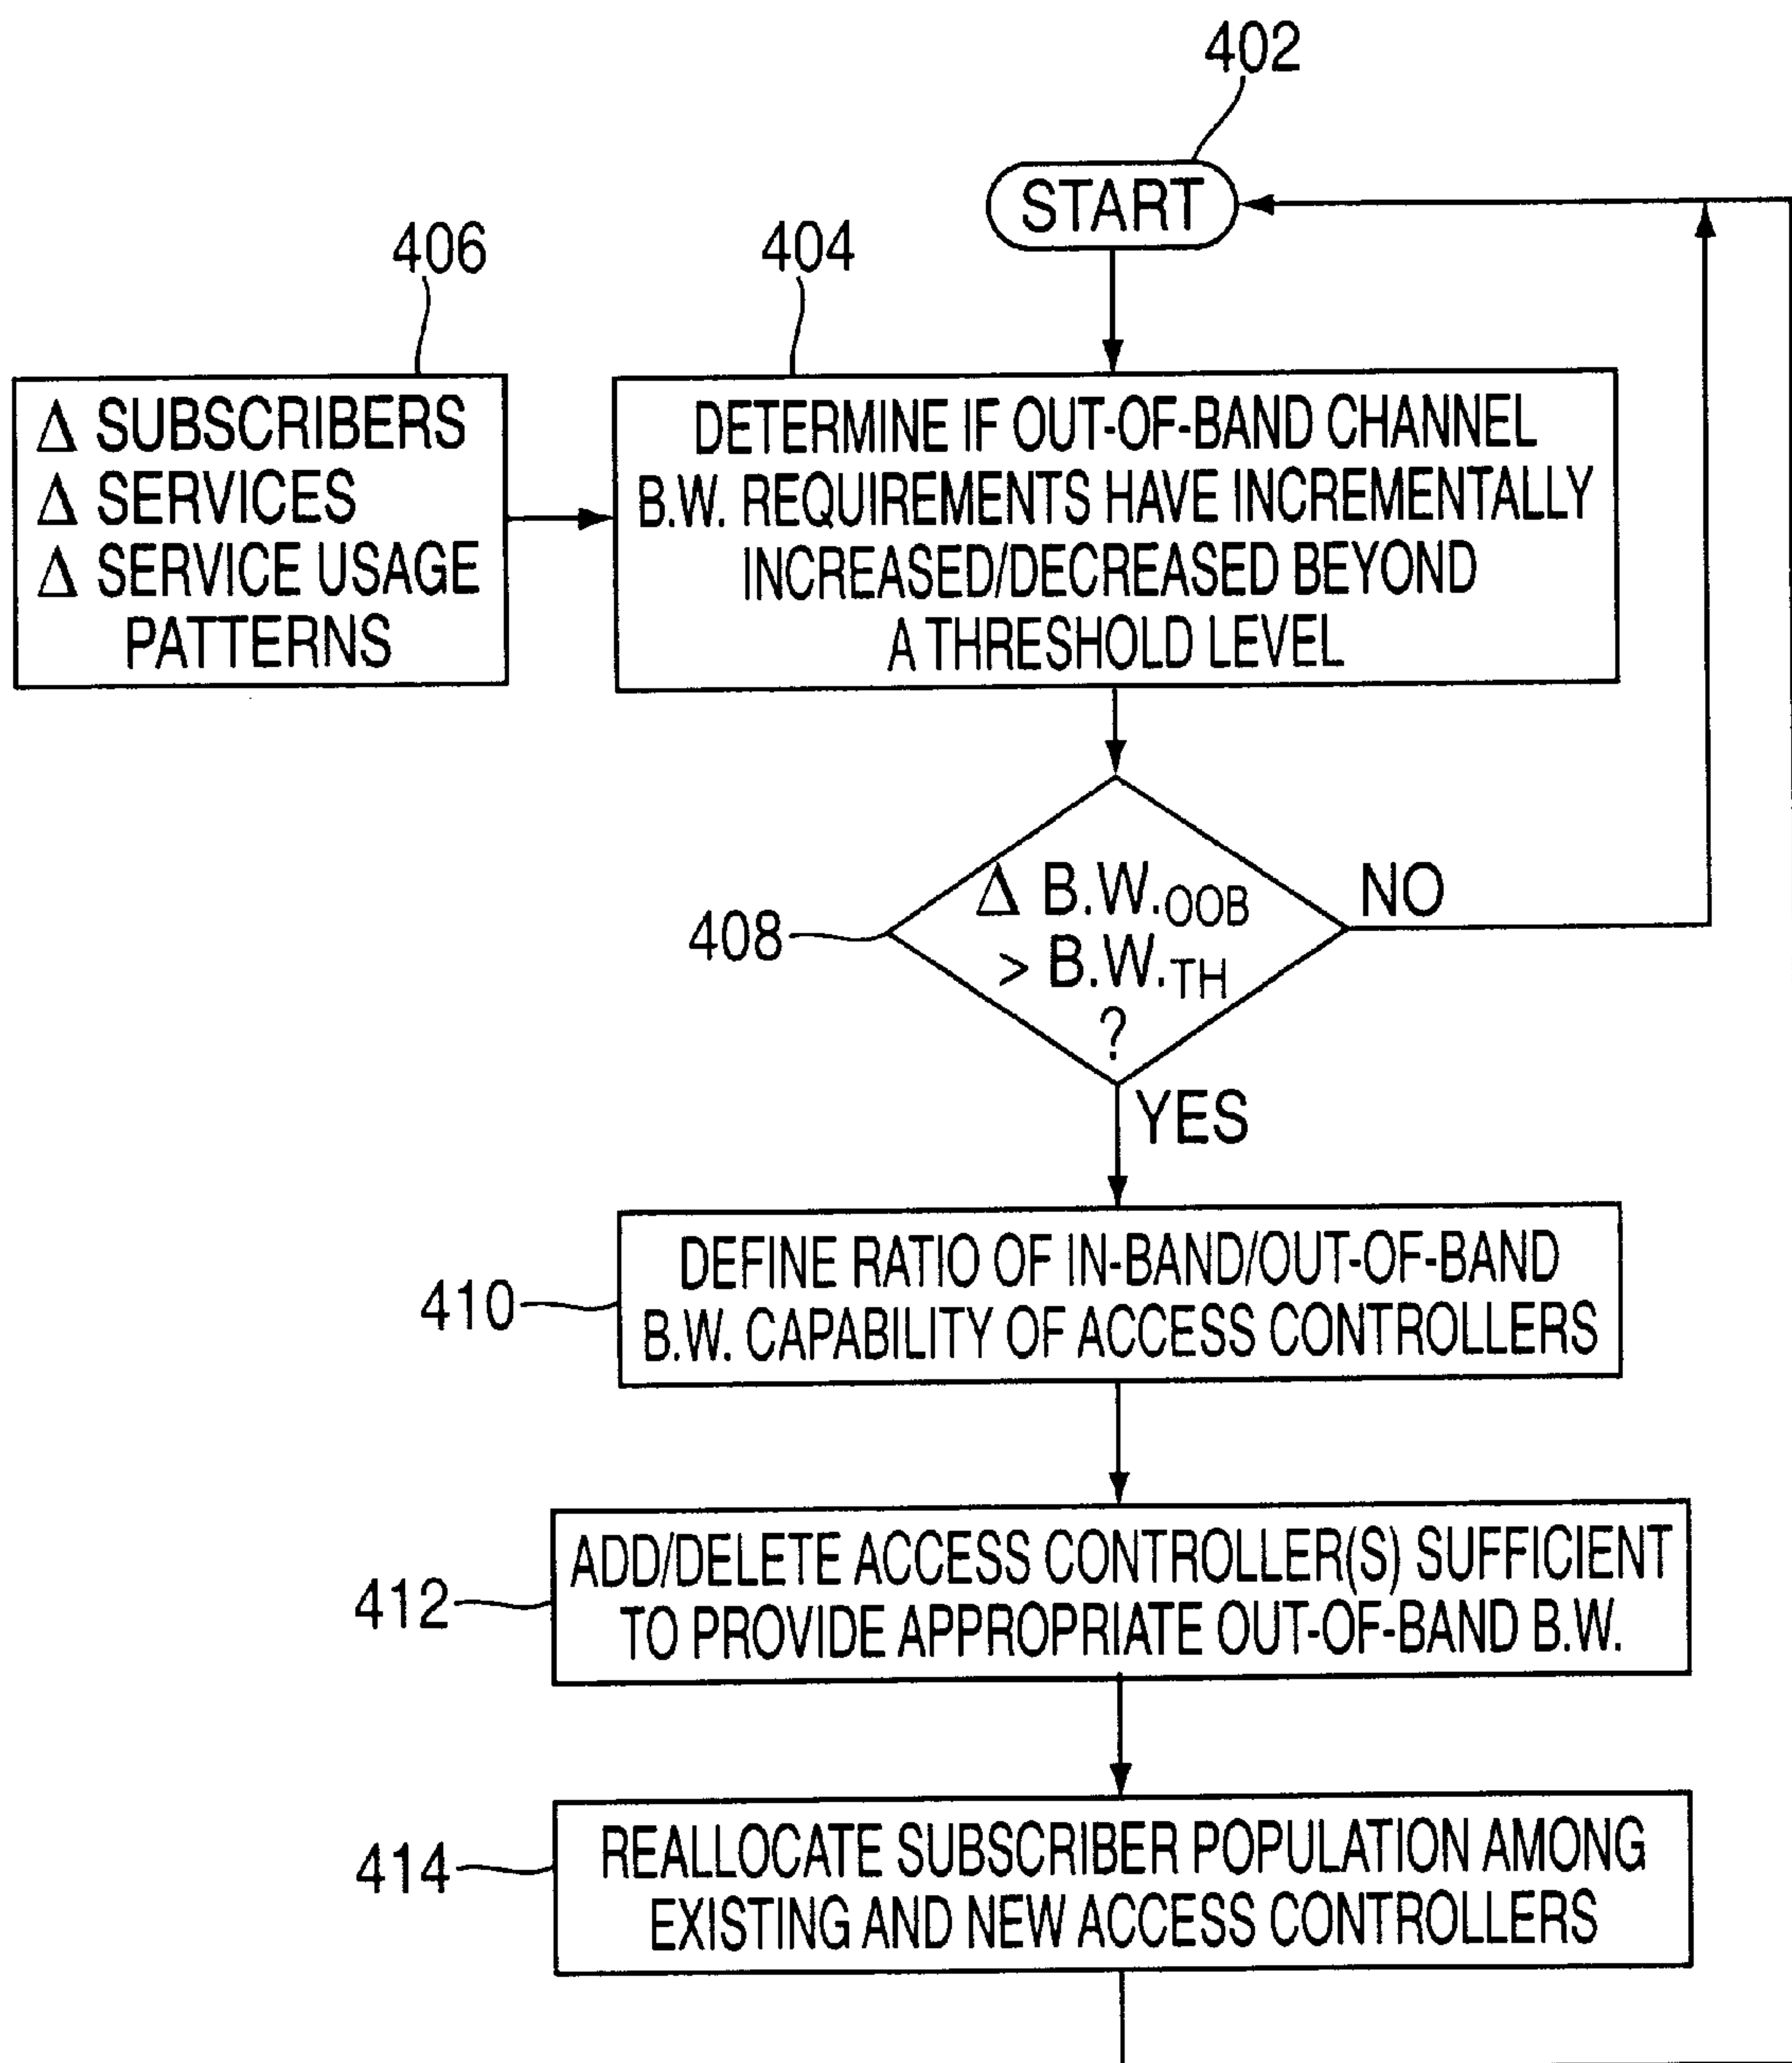 402
START
406
404
Δ SUBSCRIBERS
Δ SERVICES
Δ SERVICE USAGE
PATTERNS
DETERMINE IF OUT-OF-BAND CHANNEL
B.W. REQUIREMENTS HAVE INCREMENTALLY
INCREASED/DECREASED BEYOND
A THRESHOLD LEVEL
408
Δ B.W.OOB
> B.W.TH
?
NO
YES
410
DEFINE RATIO OF IN-BAND/OUT-OF-BAND
B.W. CAPABILITY OF ACCESS CONTROLLERS
412
ADD/DELETE ACCESS CONTROLLER(S) SUFFICIENT
TO PROVIDE APPROPRIATE OUT-OF-BAND B.W.
414
REALLOCATE SUBSCRIBER POPULATION AMONG
EXISTING AND NEW ACCESS CONTROLLERS